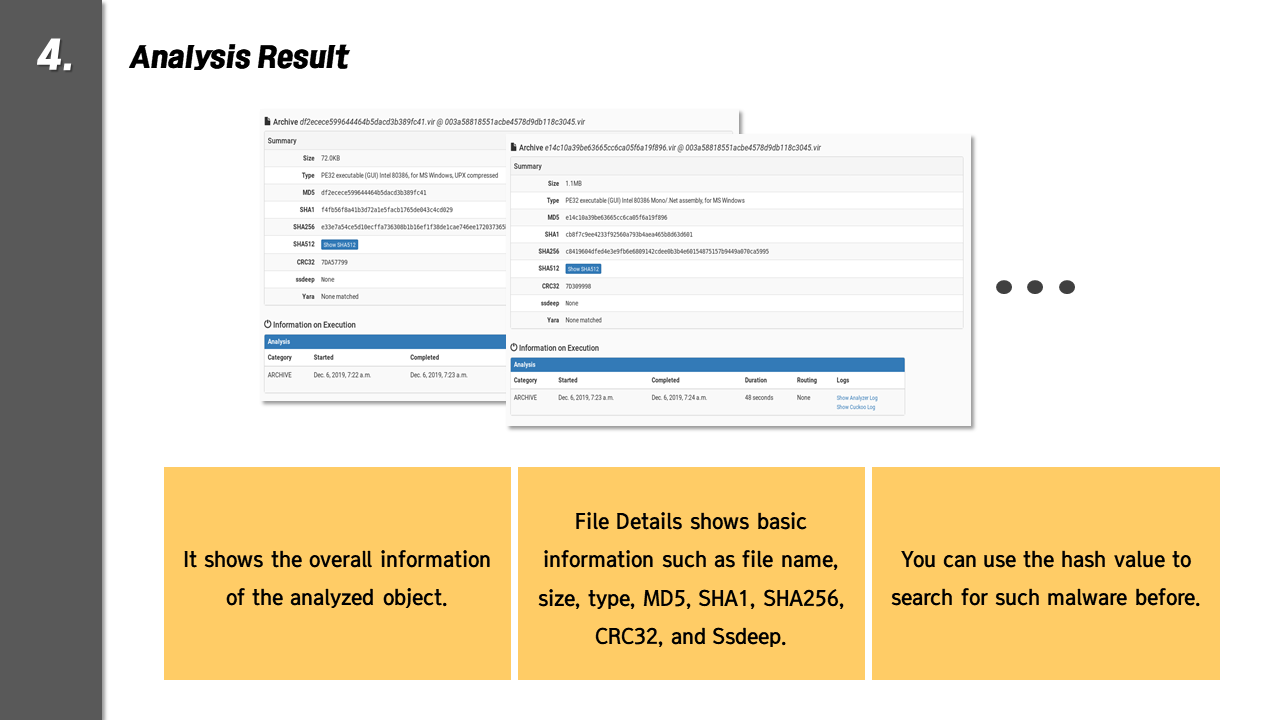 4.
Analysis Result
Archive df2ecece599644464b5dacd3b389fc41.vir @ 003a58818551acbe4578d9db118c3045.vir
Summary
Size 72.0KB
Type PE32 executable (GUI) Intel 80386, for MS Windows, UPX compressed
MD5 df2ecece599644464b5dacd3b389fc41
SHA1 f4fb56f8a41b3d72a1e5facb1765de043c4cd029
SHA256 e33e7a54ce5d10ecffa736308b1b16ef1f38de1cae746ee17203736
SHA512 Show SHA512
CRC32 7DA57799
ssdeep None
Yara None matched
Information on Execution
Analysis
Category Started Completed
ARCHIVE Dec. 6, 2019, 7:22 a.m. Dec. 6, 2019, 7:23 a.m.
Archive e14c10a39be63665cc6ca05f6a19f896.vir @ 003a58818551acbe4578d9db118c3045.vir
Summary
Size 1.1MB
Type PE32 executable (GUI) Intel 80386 Mono/.Net assembly, for MS Windows
MD5 e14c10a39be63665cc6ca05f6a19f896
SHA1 cb8f7c9ee4233f92560a793b4aea465b8d63d601
SHA256 c8419604dfed4e3e9fb6e6809142cdee0b3b4e60154875157b9449a070ca5995
SHA512 Show SHA512
CRC32 7D309998
ssdeep None
Yara None matched
Information on Execution
Analysis
Category Started Completed Duration Routing Logs
ARCHIVE Dec. 6, 2019, 7:23 a.m. Dec. 6, 2019, 7:24 a.m. 48 seconds None Show Analyzer Log
Show Cuckoo Log
It shows the overall information
of the analyzed object.
File Details shows basic
information such as file name,
size, type, MD5, SHA1, SHA256,
CRC32, and Ssdeep.
You can use the hash value to
search for such malware before.